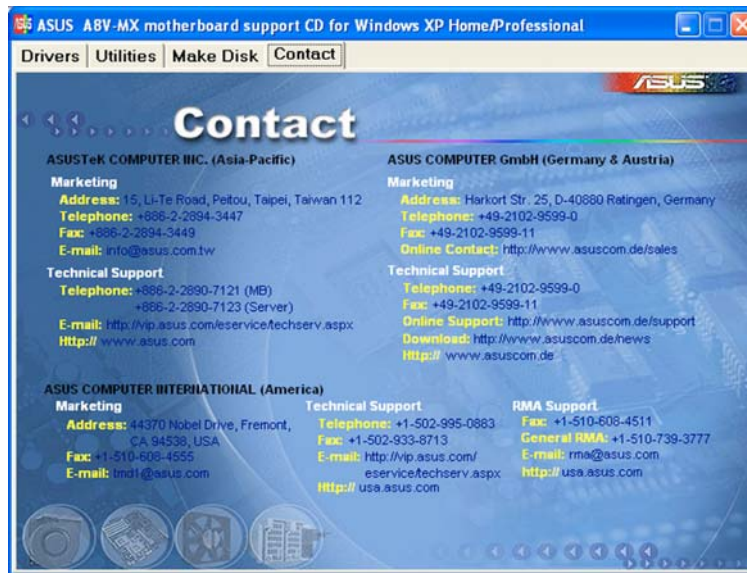 ASUS A8V-MX motherboard support CD for Windows XP Home/Professional
Drivers Utilities Make Disk Contact
ASUS
Contact
ASUSTeK COMPUTER INC. (Asia-Pacific)
Marketing
Address: 15, Li-Te Road, Peitou, Taipei, Taiwan 112
Telephone: +886-2-2894-3447
Fax: +886-2-2894-3449
E-mail: info@asus.com.tw
Technical Support
Telephone: +886-2-2890-7121 (MB)
+886-2-2890-7123 (Server)
E-mail: http://vip.asus.com/eservice/techserv.aspx
Http:// www.asus.com
ASUS COMPUTER GmbH (Germany & Austria)
Marketing
Address: Harkort Str. 25, D-40880 Ratingen, Germany
Telephone: +49-2102-9599-0
Fax: +49-2102-9599-11
Online Contact: http://www.asuscom.de/sales
Technical Support
Telephone: +49-2102-9599-0
Fax: +49-2102-9599-11
Online Support: http://www.asuscom.de/support
Download: http://www.asuscom.de/news
Http:// www.asuscom.de
ASUS COMPUTER INTERNATIONAL (America)
Marketing
Address: 44370 Nobel Drive, Fremont,
CA 94538, USA
Fax: +1-510-608-4555
E-mail: tmd1@asus.com
Technical Support
Telephone: +1-502-995-0883
Fax: +1-502-933-8713
E-mail: http://vip.asus.com/
eservice/techserv.aspx
Http:// usa.asus.com
RMA Support
Fax: +1-510-608-4511
General RMA: +1-510-739-3777
E-mail: rma@asus.com
http:// usa.asus.com